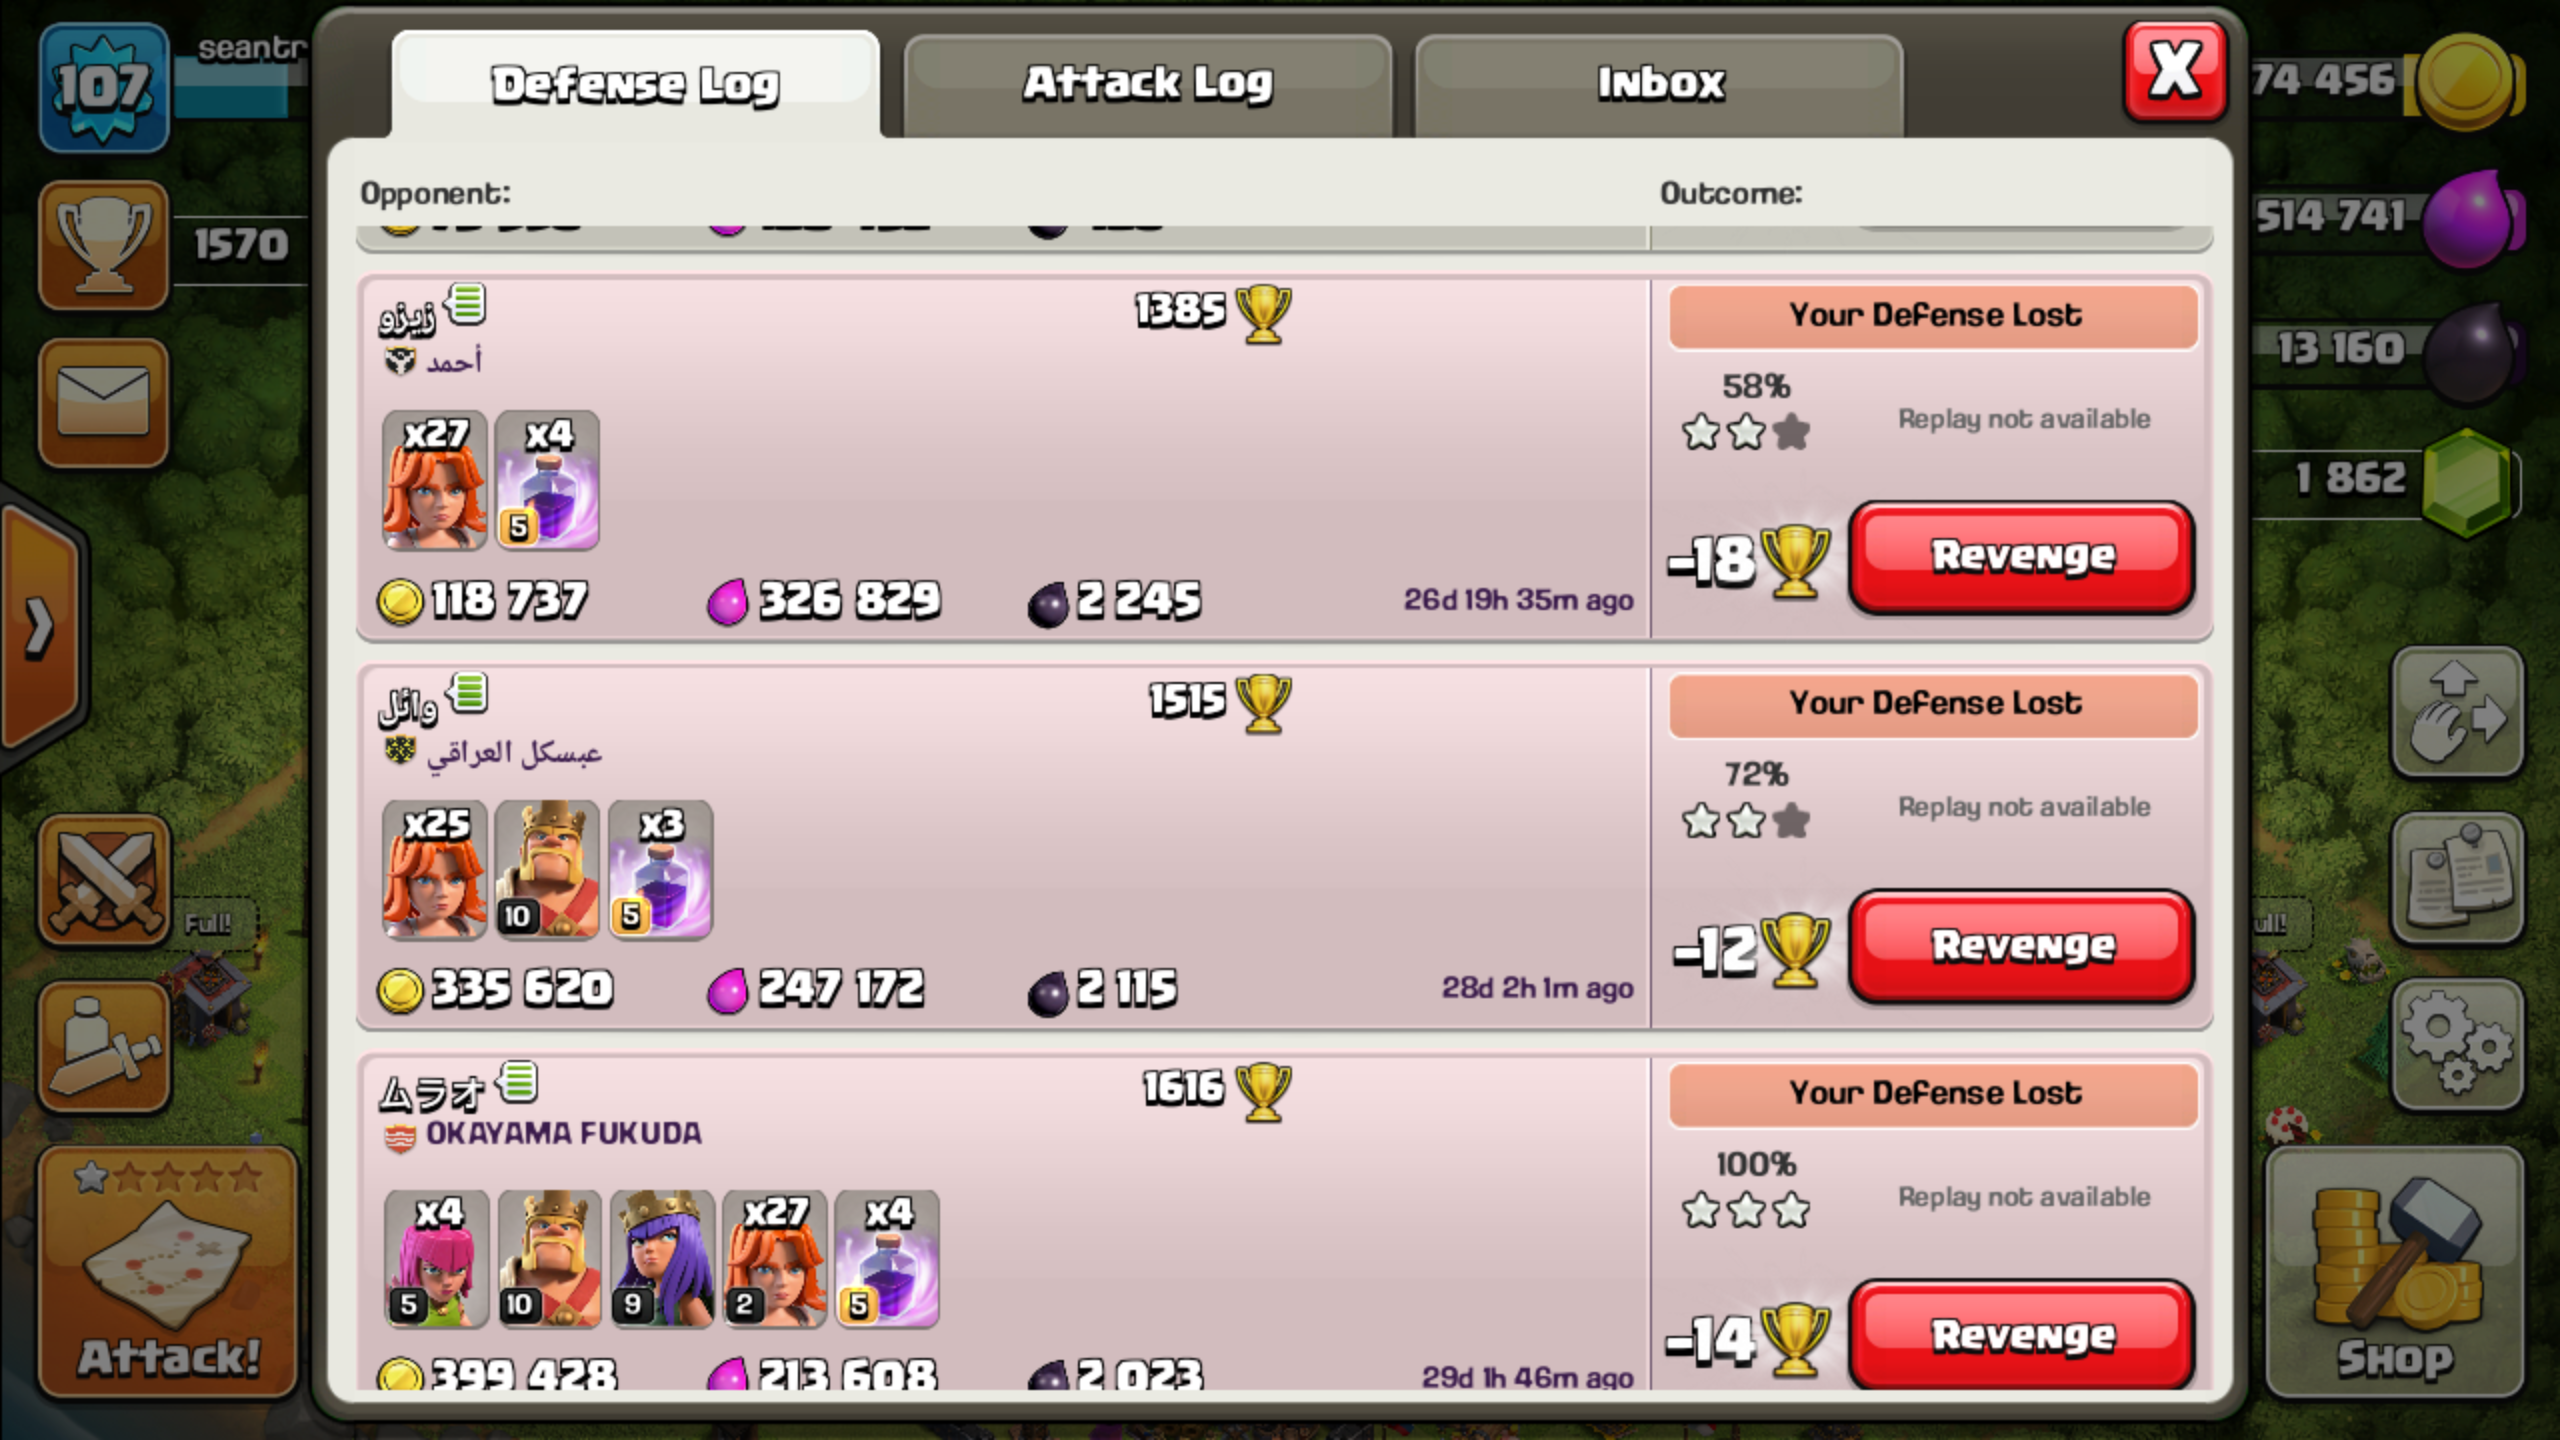 107
seantr
Defense Log
Attack Log
Inbox
X
74 456
Opponent:
Outcome:
1570
514 741
زيزو
1385
Your Defense Lost
أحمد
58%
Replay not available
13 160
x27
x4
5
1 862
-18
Revenge
118 737
326 829
2 245
26d 19h 35m ago
وائل
1515
Your Defense Lost
عبسكل العراقي
72%
Replay not available
x25
10
x3
5
Full!
-12
Revenge
335 620
247 172
2 115
28d 2h 1m ago
ムラオ
1616
Your Defense Lost
OKAYAMA FUKUDA
100%
Replay not available
x4
x27
x4
5
10
9
2
5
-14
Revenge
399 428
213 608
2 023
29d 1h 46m ago
Attack!
Shop